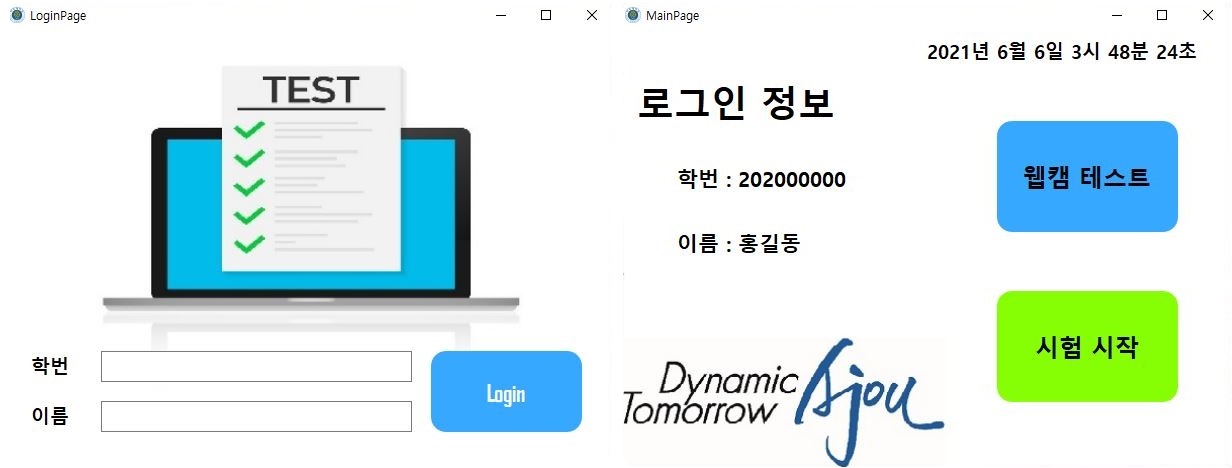 LoginPage
TEST
학번
이름
Login
MainPage
2021년 6월 6일 3시 48분 24초
로그인 정보
학번 : 202000000
이름 : 홍길동
웹캠 테스트
시험 시작
Dynamic
Tomorrow
Ajou